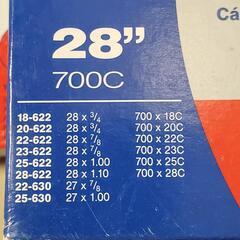 Cá
28"
700C
18-622 28 x 3/4 700 x 18C
20-622 28 x 3/4 700 x 20C
22-622 28 x 7/8 700 x 22C
23-622 28 x 7/8 700 x 23C
25-622 28 x 1.00 700 x 25C
28-622 28 x 1.10 700 x 28C
22-630 27 x 7/8
25-630 27 x 1.00